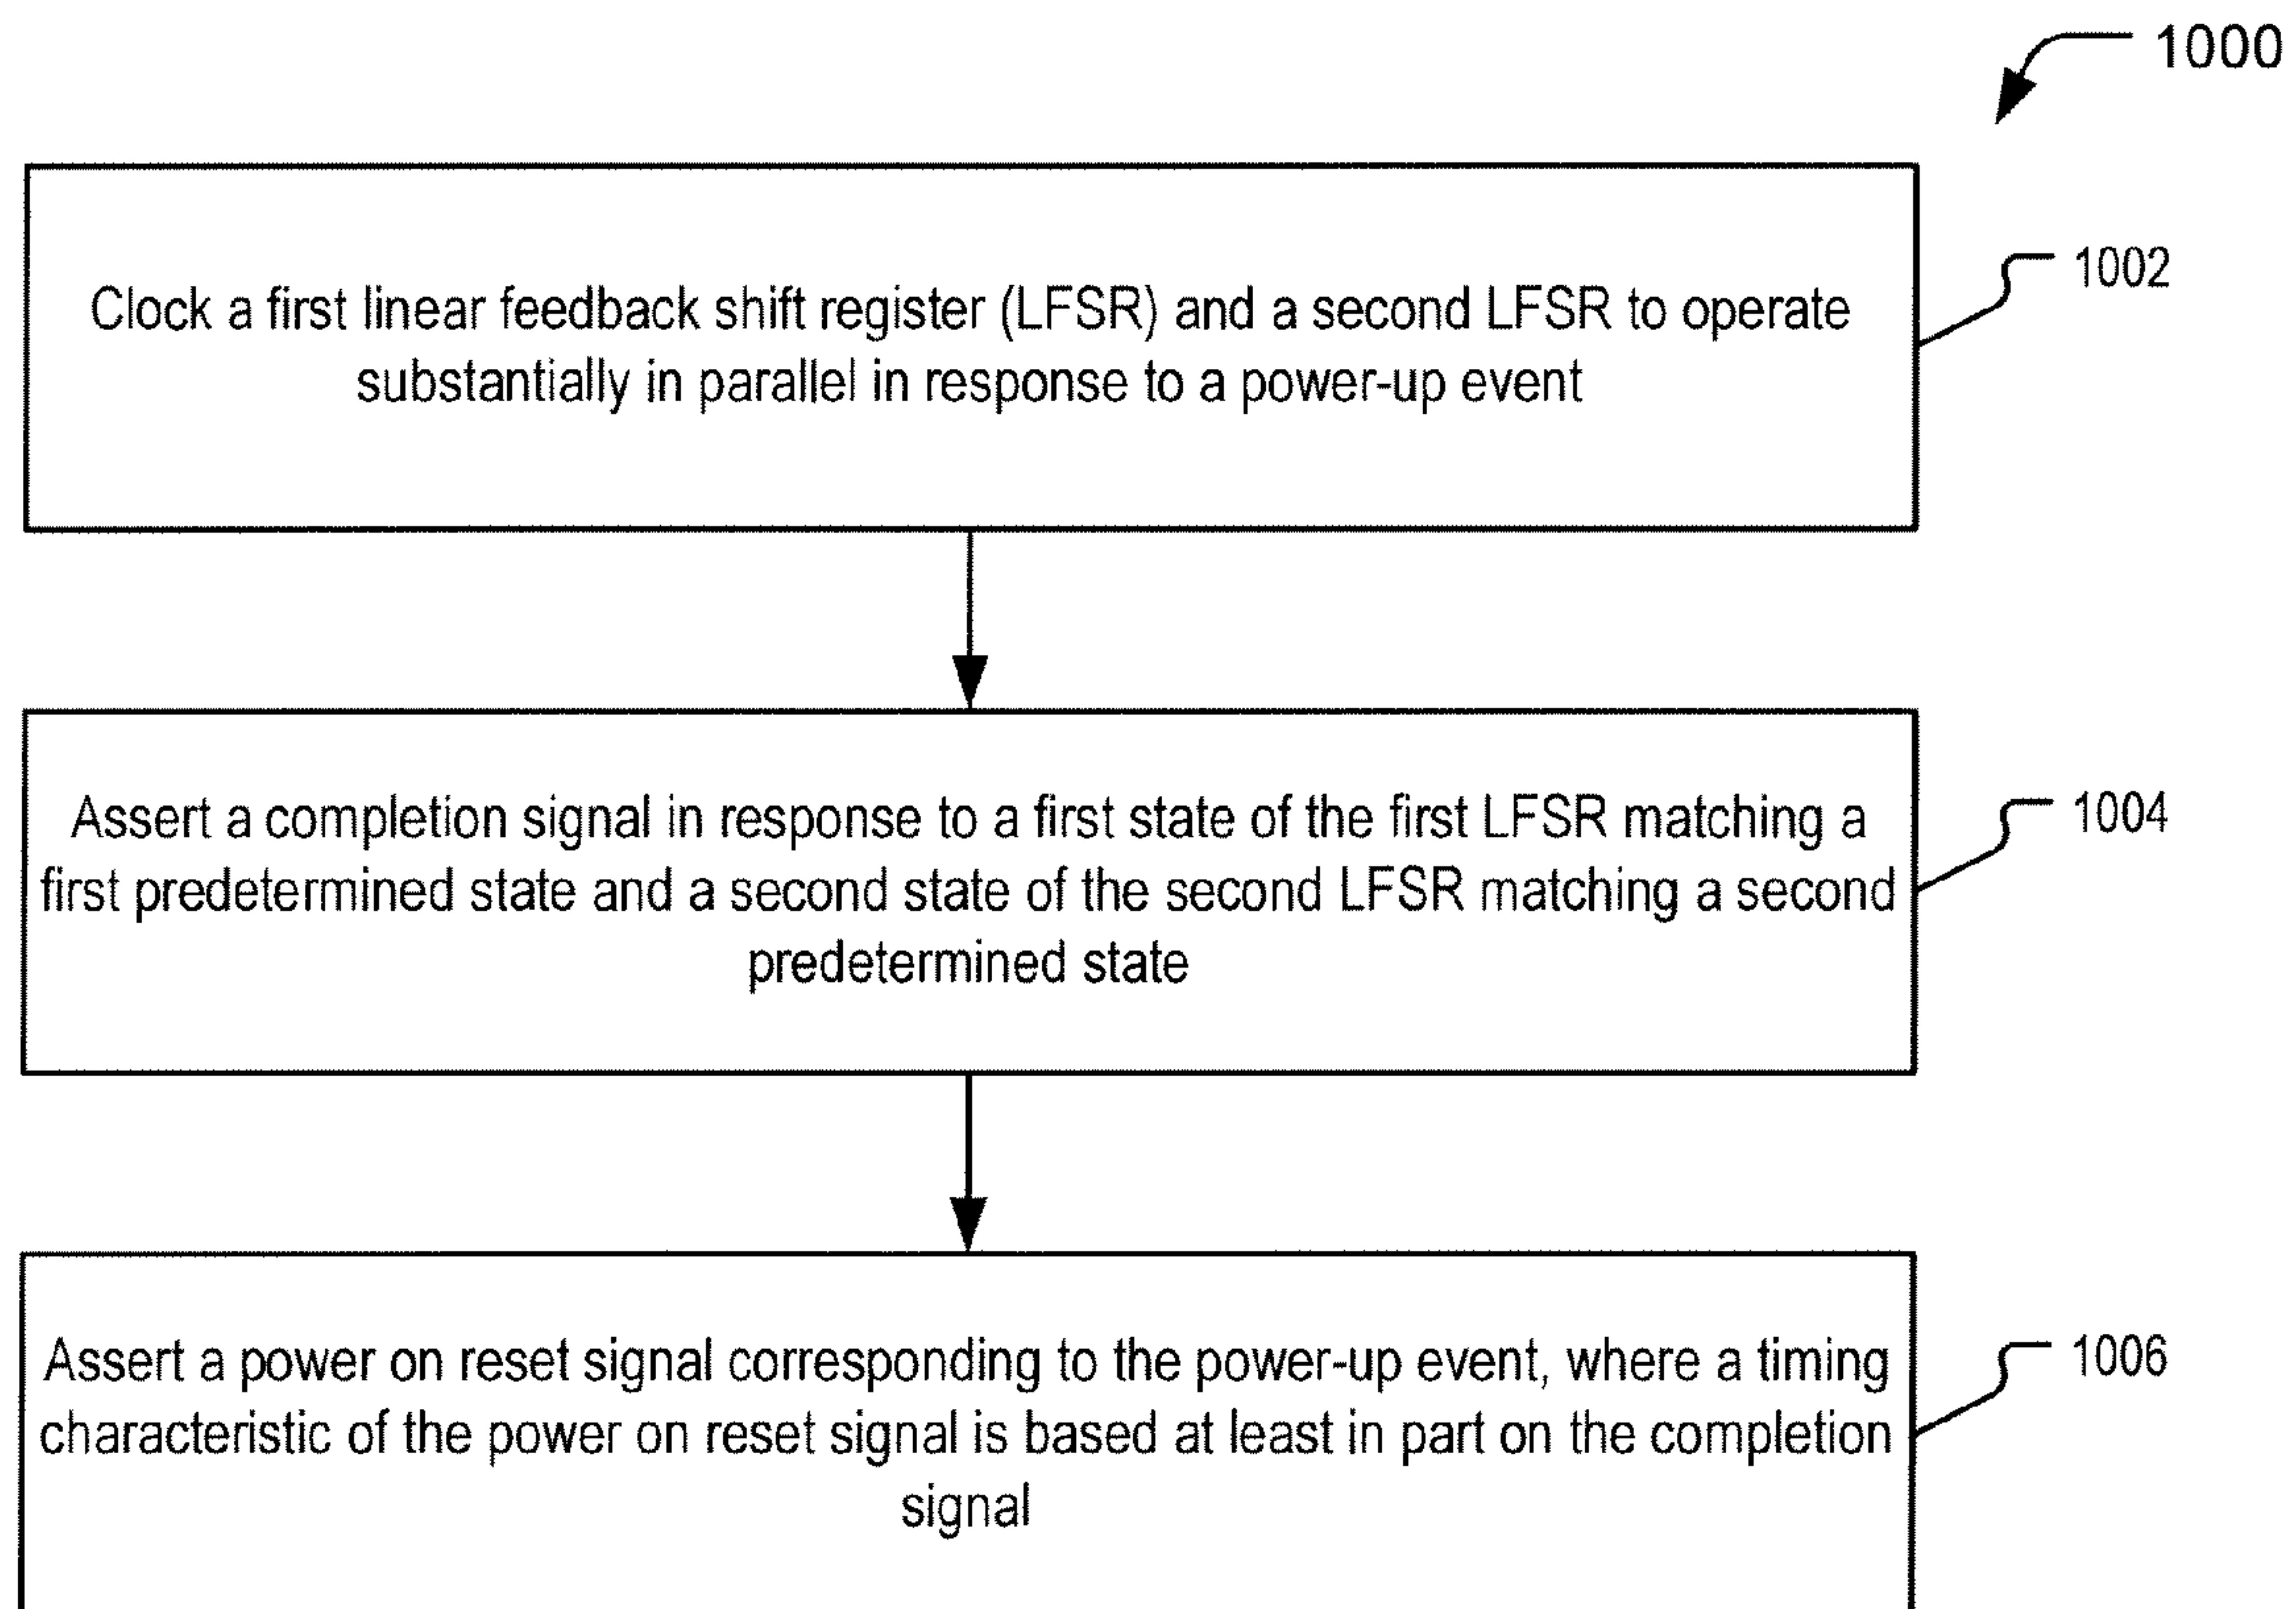 1000
Clock a first linear feedback shift register (LFSR) and a second LFSR to operate
substantially in parallel in response to a power-up event
1002
Assert a completion signal in response to a first state of the first LFSR matching a
first predetermined state and a second state of the second LFSR matching a second
predetermined state
1004
Assert a power on reset signal corresponding to the power-up event, where a timing
characteristic of the power on reset signal is based at least in part on the completion
signal
1006